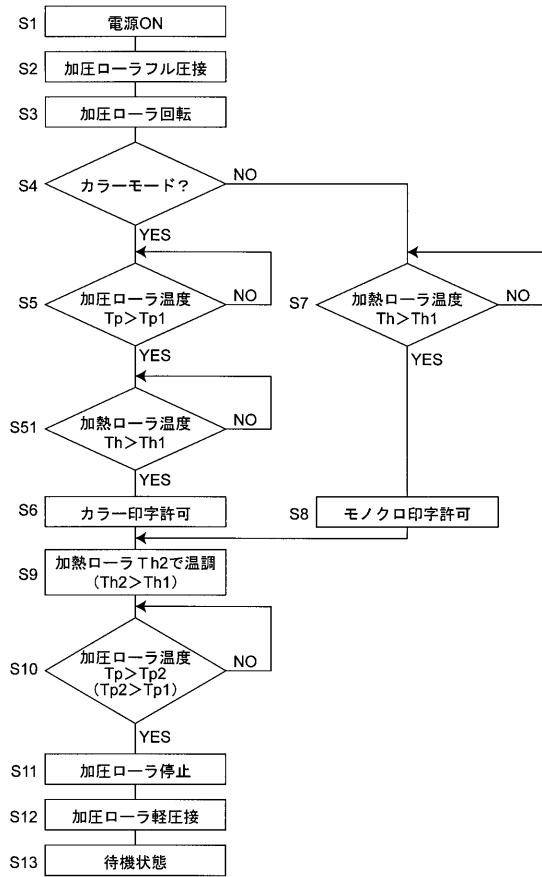 S1
電源ON
S2
加圧ローラフル圧接
S3
加圧ローラ回転
S4
カラーモード？
NO
YES
S5
加圧ローラ温度
Tp＞Tp1
NO
YES
S7
加熱ローラ温度
Th＞Th1
NO
YES
S51
加熱ローラ温度
Th＞Th1
NO
YES
S6
カラー印字許可
S8
モノクロ印字許可
S9
加熱ローラTh2で温調
(Th2＞Th1)
S10
加圧ローラ温度
Tp＞Tp2
(Tp2＞Tp1)
NO
YES
S11
加圧ローラ停止
S12
加圧ローラ軽圧接
S13
待機状態